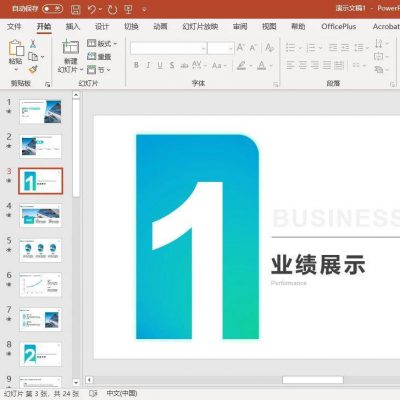 自动保存 关
演示文稿1 - PowerP
文件 开始 插入 设计 切换 动画 幻灯片放映 审阅 视图 OfficePlus Acrobat
粘贴
新建
幻灯片
版式
重置
节
剪贴板 幻灯片 字体 段落
1
2
3
4
5
6
7
8
9
1
BUSINESS
业绩展示
Performance
幻灯片 第 3 张，共 24 张 中文(中国)